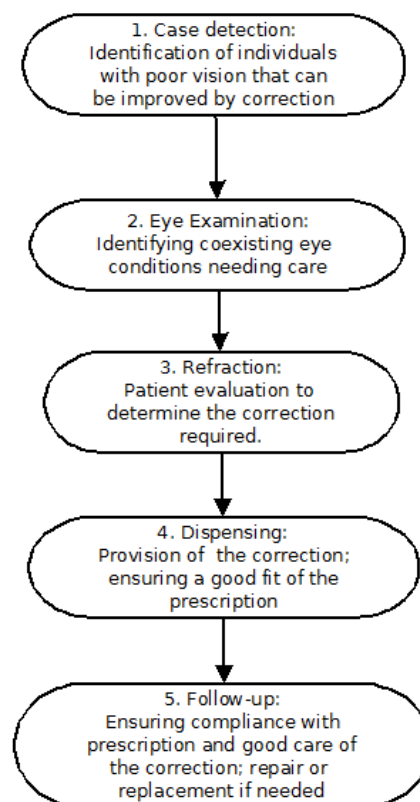 1. Case detection:
Identification of individuals
with poor vision that can
be improved by correction
2. Eye Examination:
Identifying coexisting eye
conditions needing care
3. Refraction:
Patient evaluation to
determine the correction
required.
4. Dispensing:
Provision of  the correction;
ensuring a good fit of the
prescription
5. Follow-up:
Ensuring compliance with
prescription and good care of
the correction; repair or
replacement if needed